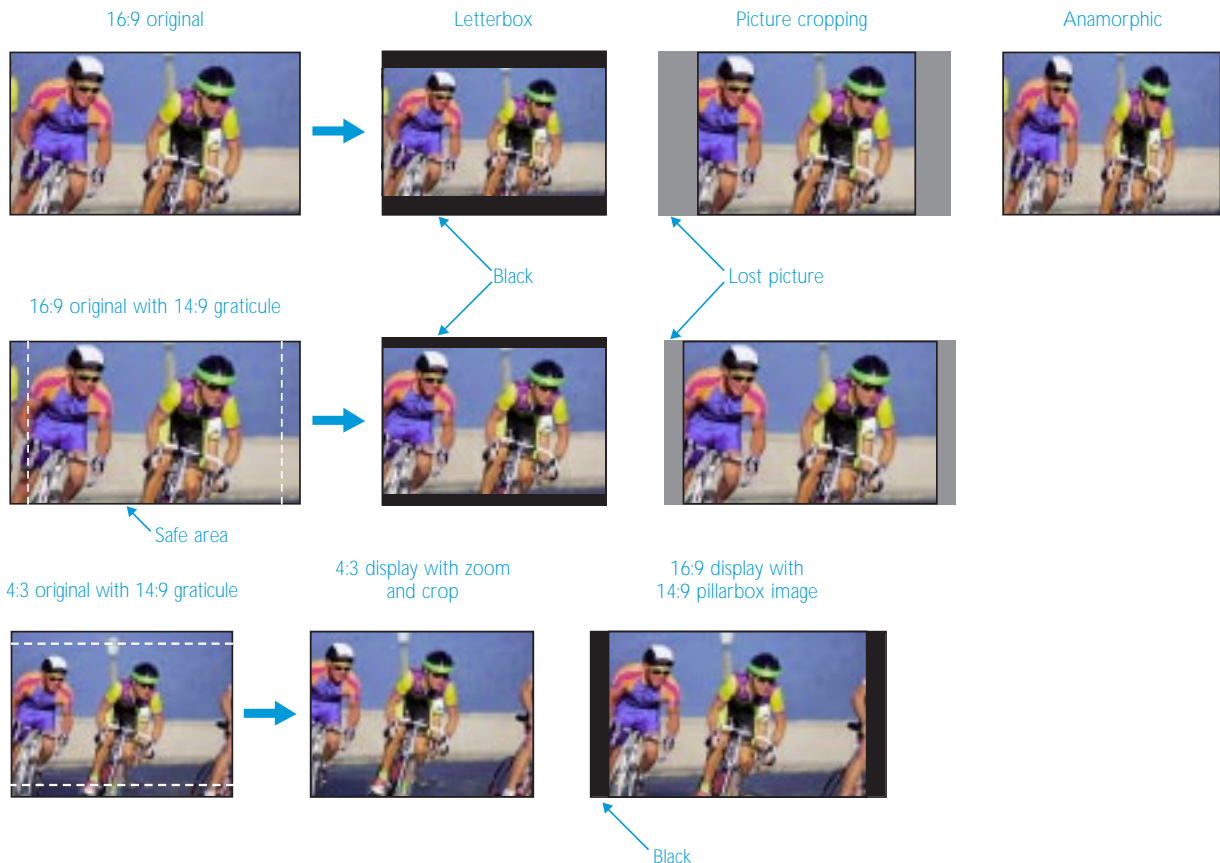 16:9 original
Letterbox
Picture cropping
Anamorphic
Black
Lost picture
16:9 original with 14:9 graticule
Safe area
4:3 original with 14:9 graticule
4:3 display with zoom
and crop
16:9 display with
14:9 pillarbox image
Black